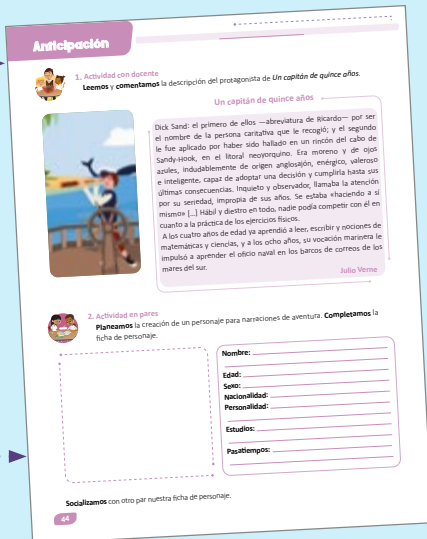 Anticipación
1. Actividad con docente
Leemos y comentamos la descripción del protagonista de Un capitán de quince años.
Un capitán de quince años
Dick Sand: el primero de ellos —abreviatura de Ricardo— por ser
el nombre de la persona caritativa que le recogió; y el segundo
le fue aplicado por haber sido hallado en un rincón del cabo de
Sandy-Hook, en el litoral neoyorquino. Era moreno y de ojos
azules, indudablemente de origen anglosajón, enérgico, valeroso
e inteligente, capaz de adoptar una decisión y cumplirla hasta sus
últimas consecuencias. Inquieto y observador, llamaba la atención
por su seriedad, impropia de sus años. Se estaba «haciendo a sí
mismo» [...] Hábil y diestro en todo, nadie podía competir con él en
cuanto a la práctica de los ejercicios físicos.
A los cuatro años de edad ya aprendió a leer, escribir y nociones de
matemáticas y ciencias, y a los ocho años, su vocación marinera le
impulsó a aprender el oficio naval en los barcos de correos de los
mares del sur.
Julio Verne
2. Actividad en pares
Planeamos la creación de un personaje para narraciones de aventura. Completamos la
ficha de personaje.
Nombre:
Edad:
Sexo:
Nacionalidad:
Personalidad:
Estudios:
Pasatiempos:
Socializamos con otro par nuestra ficha de personaje.
44